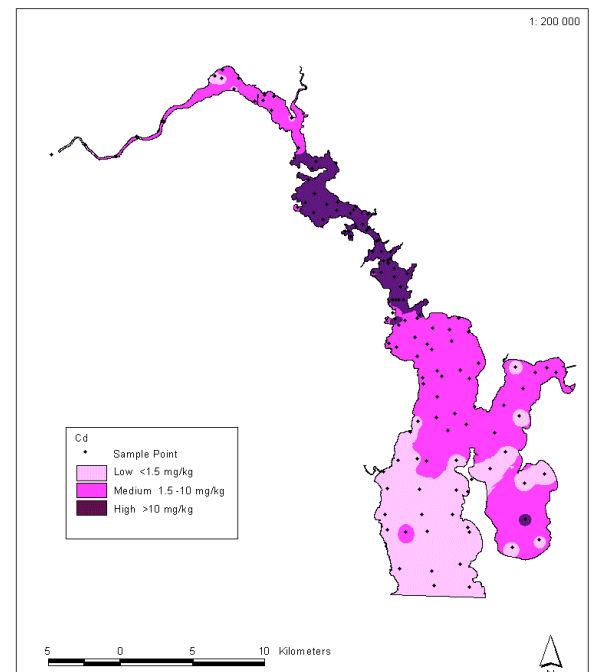 1: 200 000
Cd
Sample Point
Low <1.5 mg/kg
Medium 1.5-10 mg/kg
High >10 mg/kg
5 0 5 10 Kilometers
N